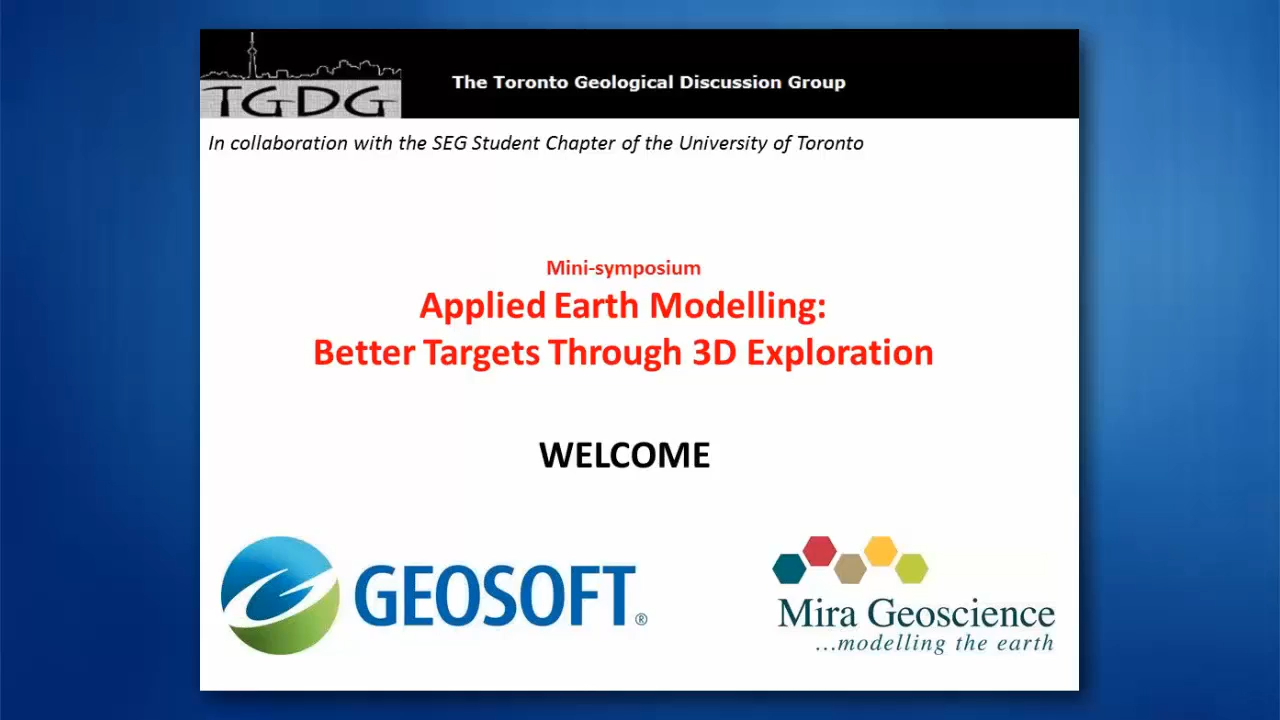 TGDG
The Toronto Geological Discussion Group
In collaboration with the SEG Student Chapter of the University of Toronto
Mini-symposium
Applied Earth Modelling:
Better Targets Through 3D Exploration
WELCOME
GEOSOFT®
Mira Geoscience
...modelling the earth